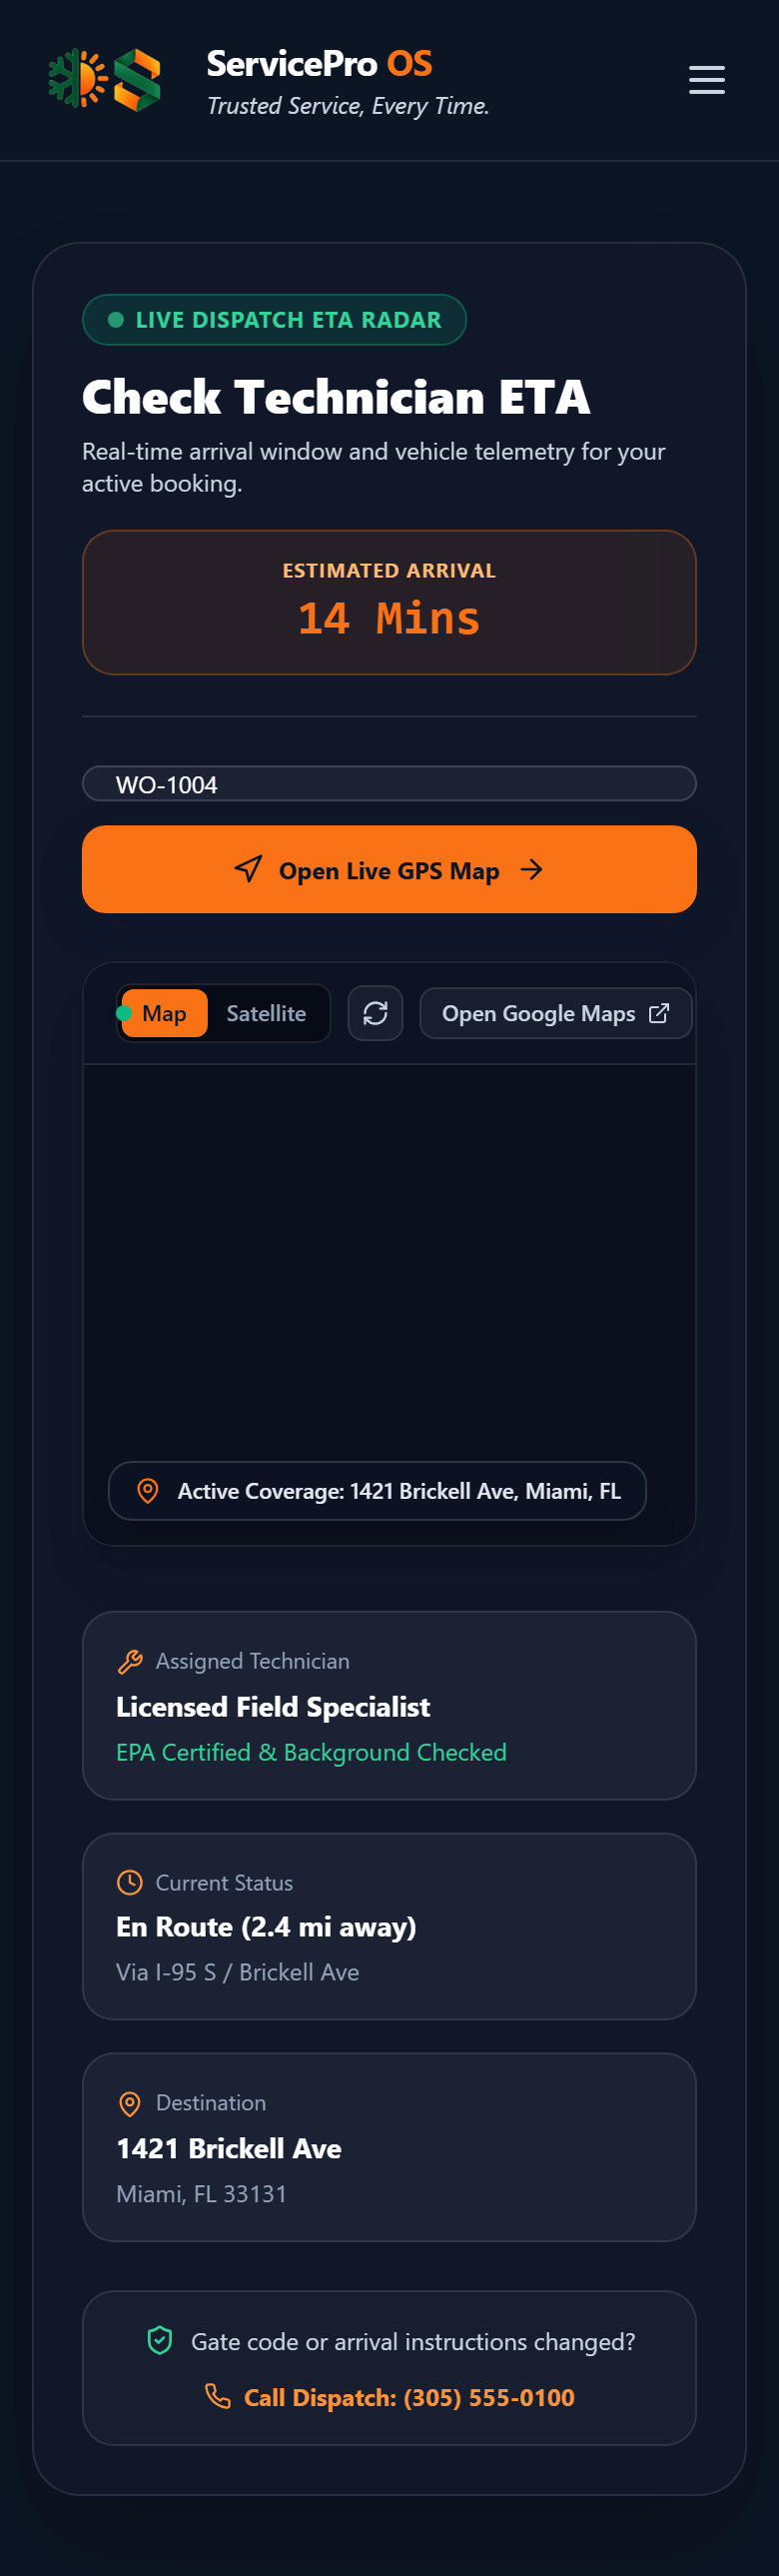 ServicePro OS
Trusted Service, Every Time.
LIVE DISPATCH ETA RADAR
Check Technician ETA
Real-time arrival window and vehicle telemetry for your
active booking.
ESTIMATED ARRIVAL
14 Mins
WO-1004
Open Live GPS Map
Map
Satellite
Open Google Maps
Active Coverage: 1421 Brickell Ave, Miami, FL
Assigned Technician
Licensed Field Specialist
EPA Certified & Background Checked
Current Status
En Route (2.4 mi away)
Via I-95 S / Brickell Ave
Destination
1421 Brickell Ave
Miami, FL 33131
Gate code or arrival instructions changed?
Call Dispatch: (305) 555-0100